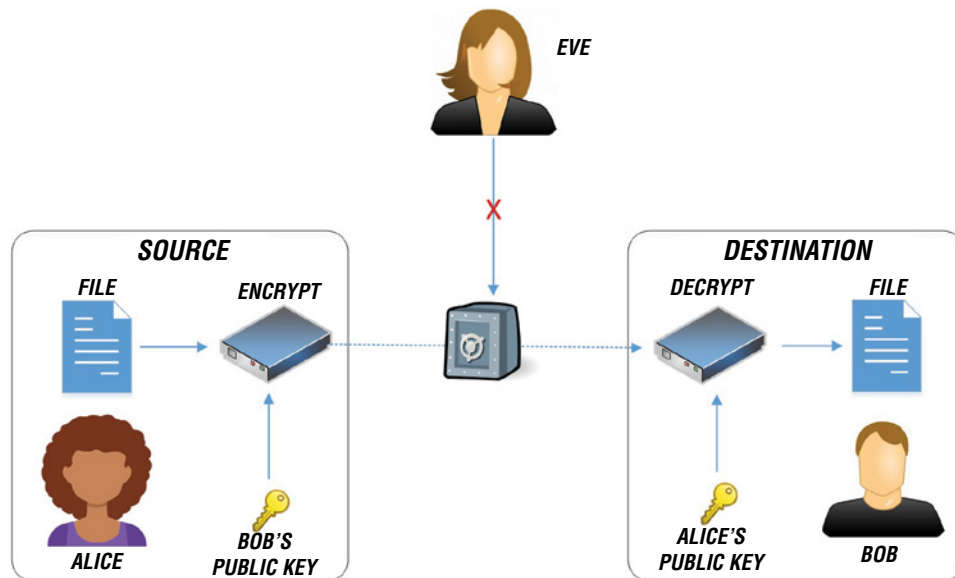 EVE
SOURCE
FILE
ENCRYPT
ALICE
BOB'S
PUBLIC KEY
DESTINATION
DECRYPT
FILE
ALICE'S
PUBLIC KEY
BOB